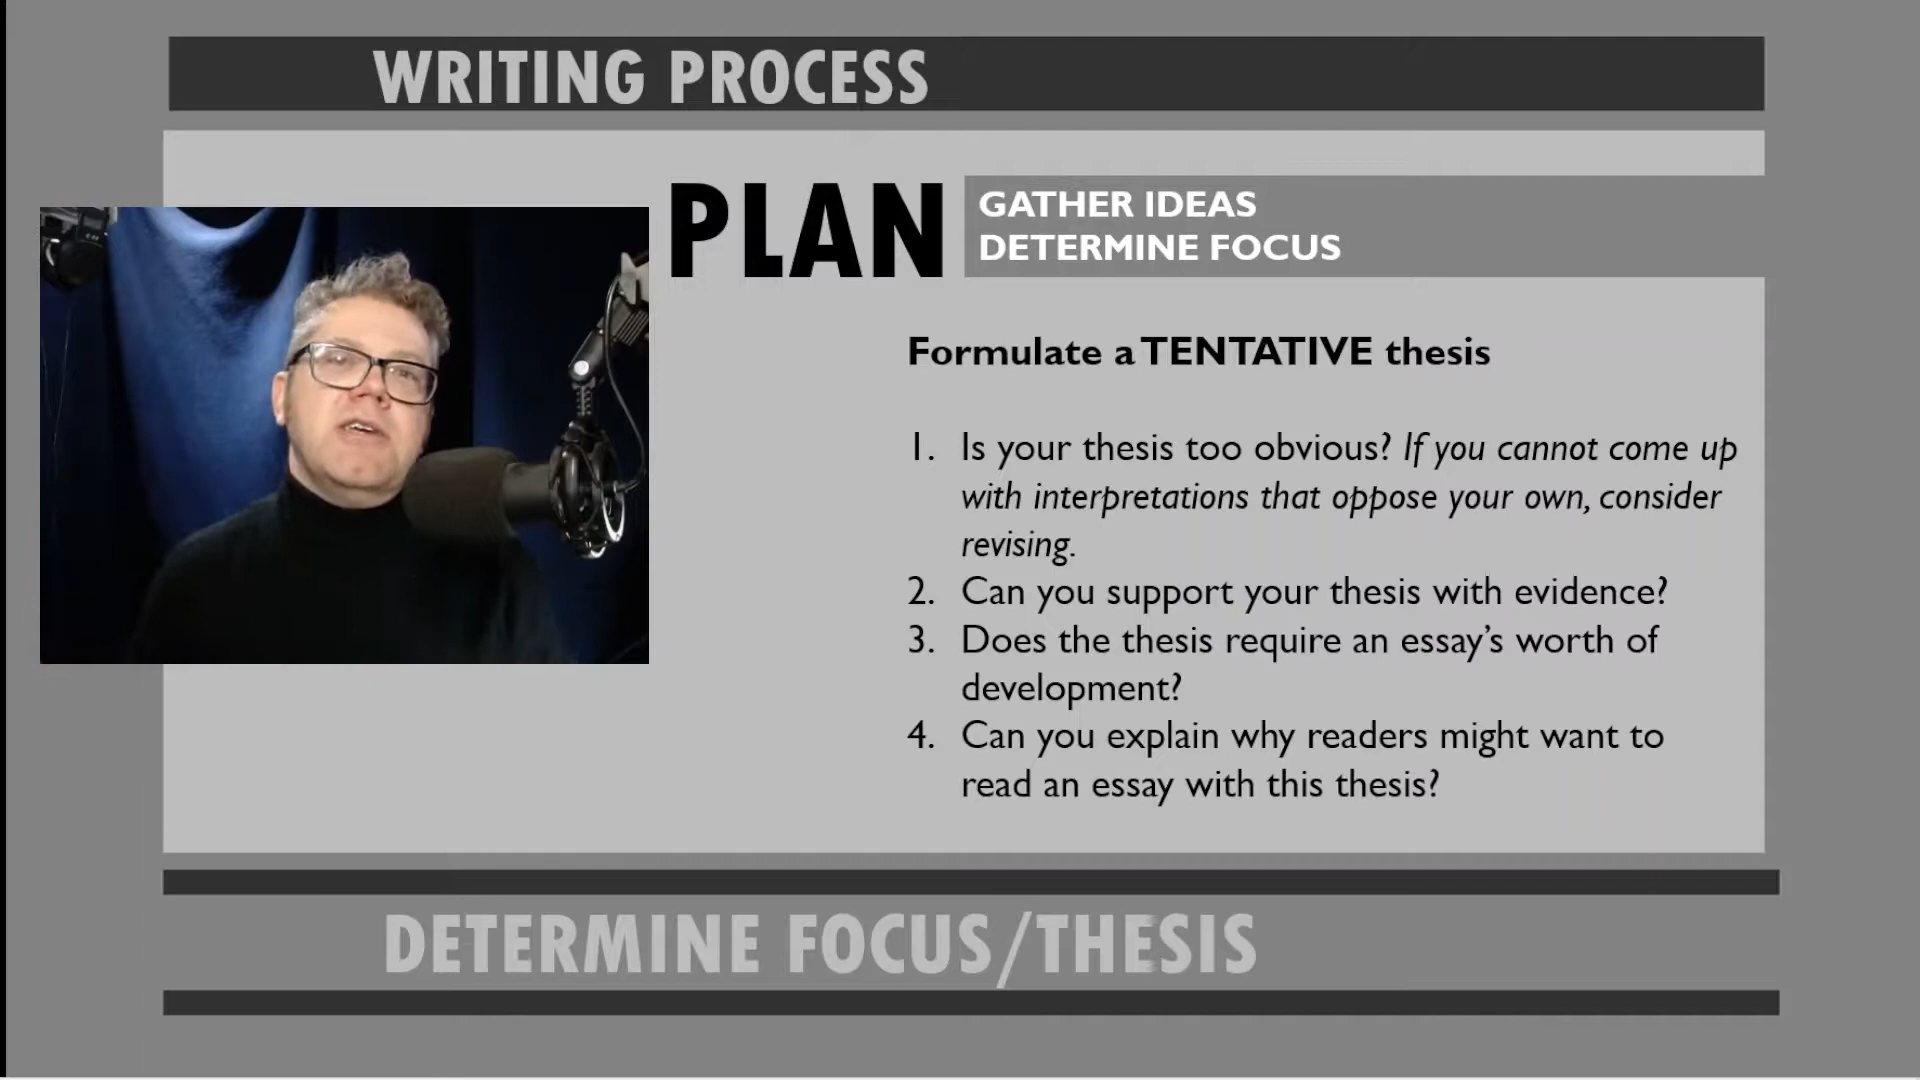 WRITING PROCESS
PLAN
GATHER IDEAS
DETERMINE FOCUS
Formulate a TENTATIVE thesis
1. Is your thesis too obvious? If you cannot come up
with interpretations that oppose your own, consider
revising.
2. Can you support your thesis with evidence?
3. Does the thesis require an essay’s worth of
development?
4. Can you explain why readers might want to
read an essay with this thesis?
DETERMINE FOCUS/THESIS